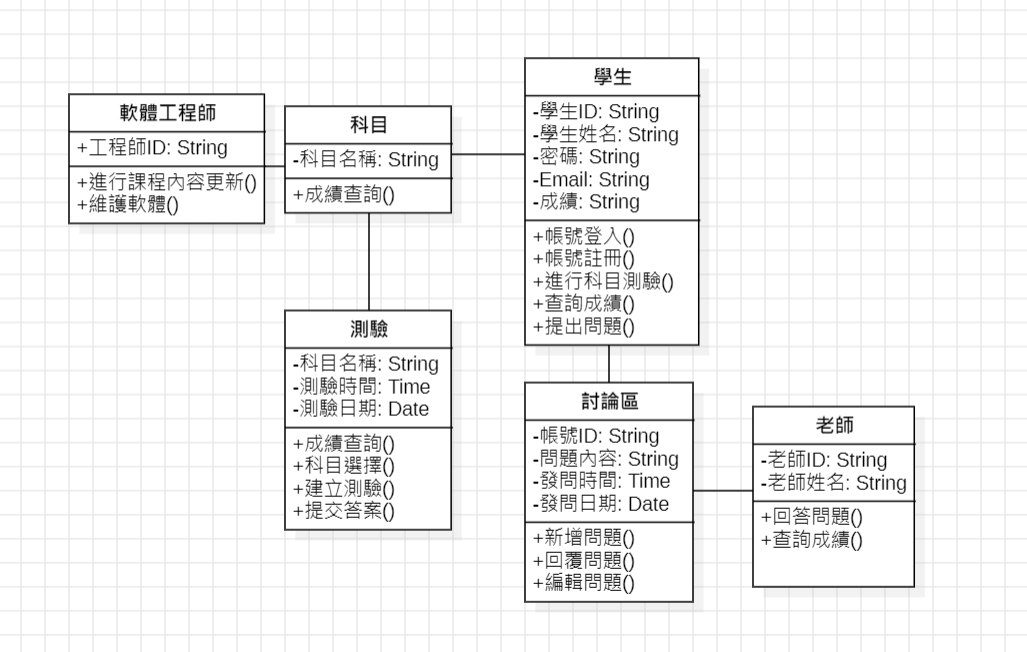 軟體工程師
+工程師ID: String
+進行課程內容更新()
+維護軟體()
科目
-科目名稱: String
+成績查詢()
學生
-學生ID: String
-學生姓名: String
-密碼: String
-Email: String
-成績: String
+帳號登入()
+帳號註冊()
+進行科目測驗()
+查詢成績()
+提出問題()
測驗
-科目名稱: String
-測驗時間: Time
-測驗日期: Date
+成績查詢()
+科目選擇()
+建立測驗()
+提交答案()
討論區
-帳號ID: String
-問題內容: String
-發問時間: Time
-發問日期: Date
+新增問題()
+回覆問題()
+編輯問題()
老師
-老師ID: String
-老師姓名: String
+回答問題()
+查詢成績()